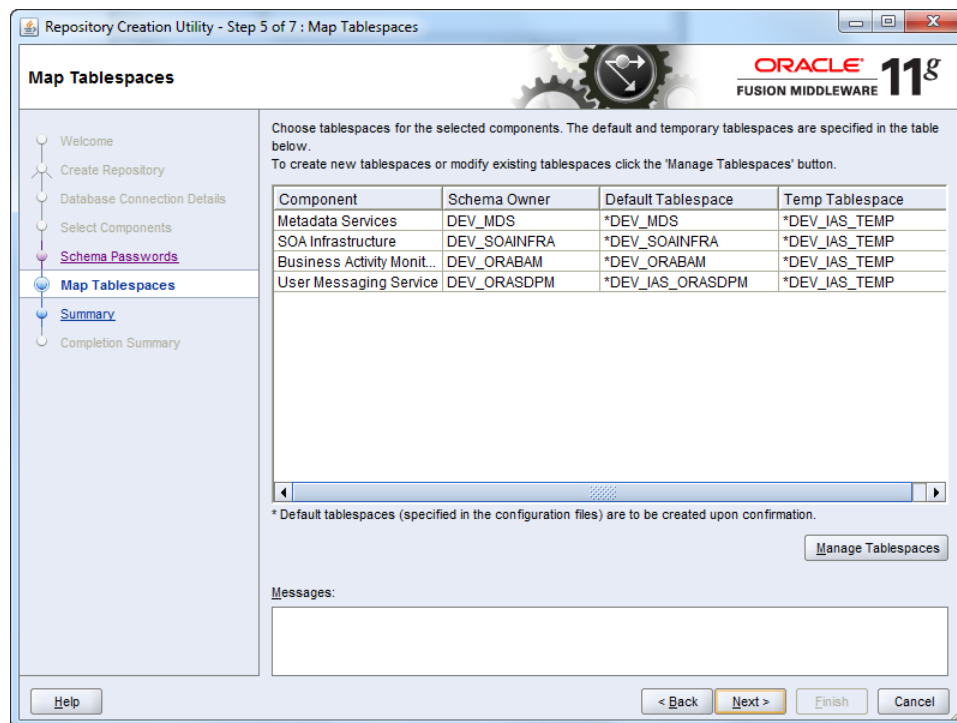 Repository Creation Utility - Step 5 of 7 : Map Tablespaces
Map Tablespaces
ORACLE
FUSION MIDDLEWARE 11g
Welcome
Create Repository
Database Connection Details
Select Components
Schema Passwords
Map Tablespaces
Summary
Completion Summary
Choose tablespaces for the selected components. The default and temporary tablespaces are specified in the table
below.
To create new tablespaces or modify existing tablespaces click the 'Manage Tablespaces' button.
Component Schema Owner Default Tablespace Temp Tablespace
Metadata Services DEV_MDS *DEV_MDS *DEV_IAS_TEMP
SOA Infrastructure DEV_SOAINFRA *DEV_SOAINFRA *DEV_IAS_TEMP
Business Activity Monit... DEV_ORABAM *DEV_ORABAM *DEV_IAS_TEMP
User Messaging Service DEV_ORASDPM *DEV_IAS_ORASDPM *DEV_IAS_TEMP
* Default tablespaces (specified in the configuration files) are to be created upon confirmation.
Manage Tablespaces
Messages:
Help < Back Next > Finish Cancel